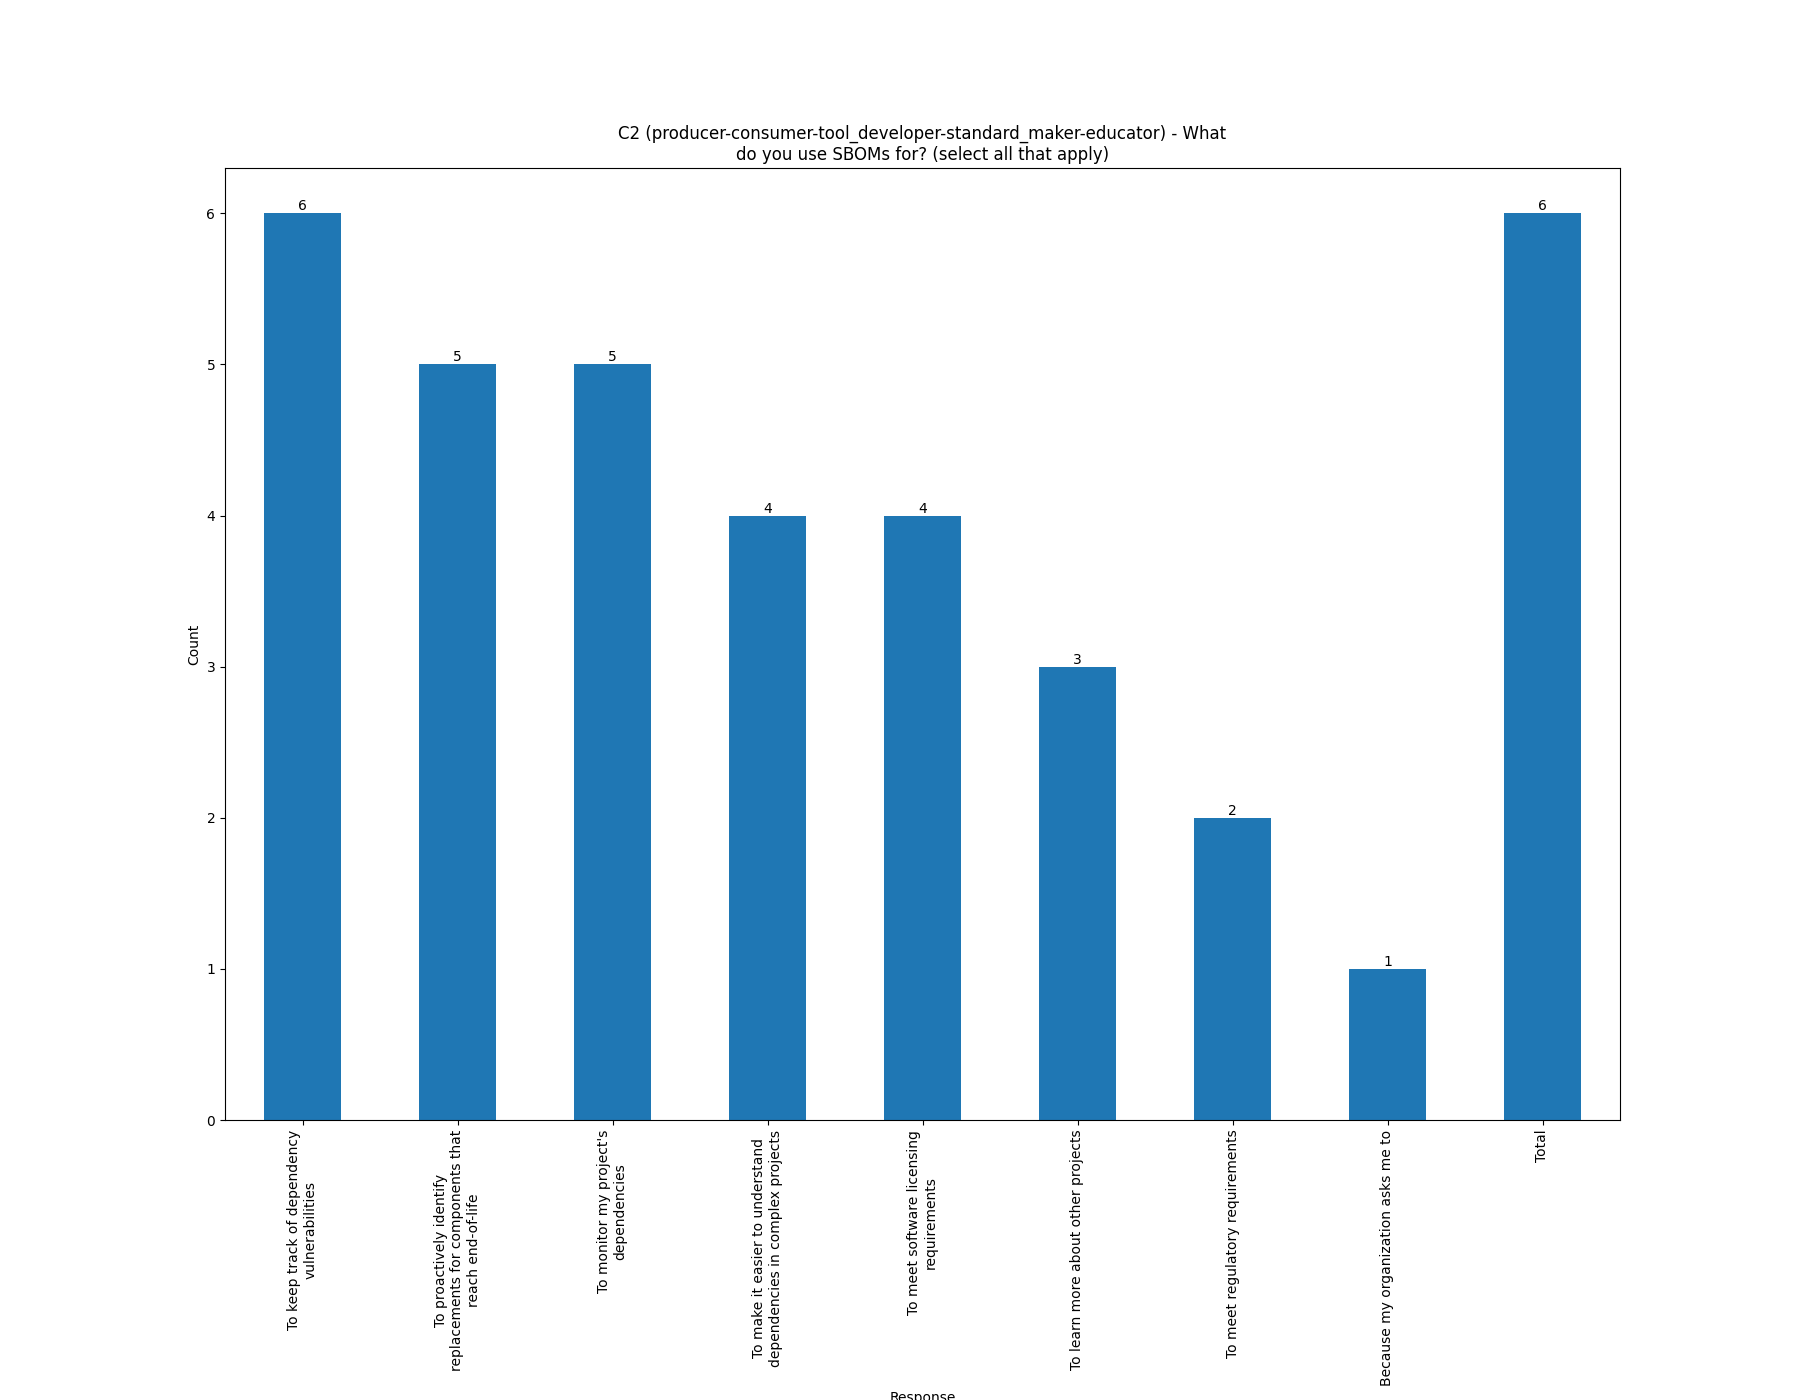 C2 (producer-consumer-tool_developer-standard_maker-educator) - What
do you use SBOMs for? (select all that apply)
Count
6
5
4
3
2
1
0
6
5
5
4
4
3
2
1
6
To keep track of dependency
vulnerabilities
To proactively identify
replacements for components that
reach end-of-life
To monitor my project's
dependencies
To make it easier to understand
dependencies in complex projects
To meet software licensing
requirements
To learn more about other projects
To meet regulatory requirements
Because my organization asks me to
Total
Response